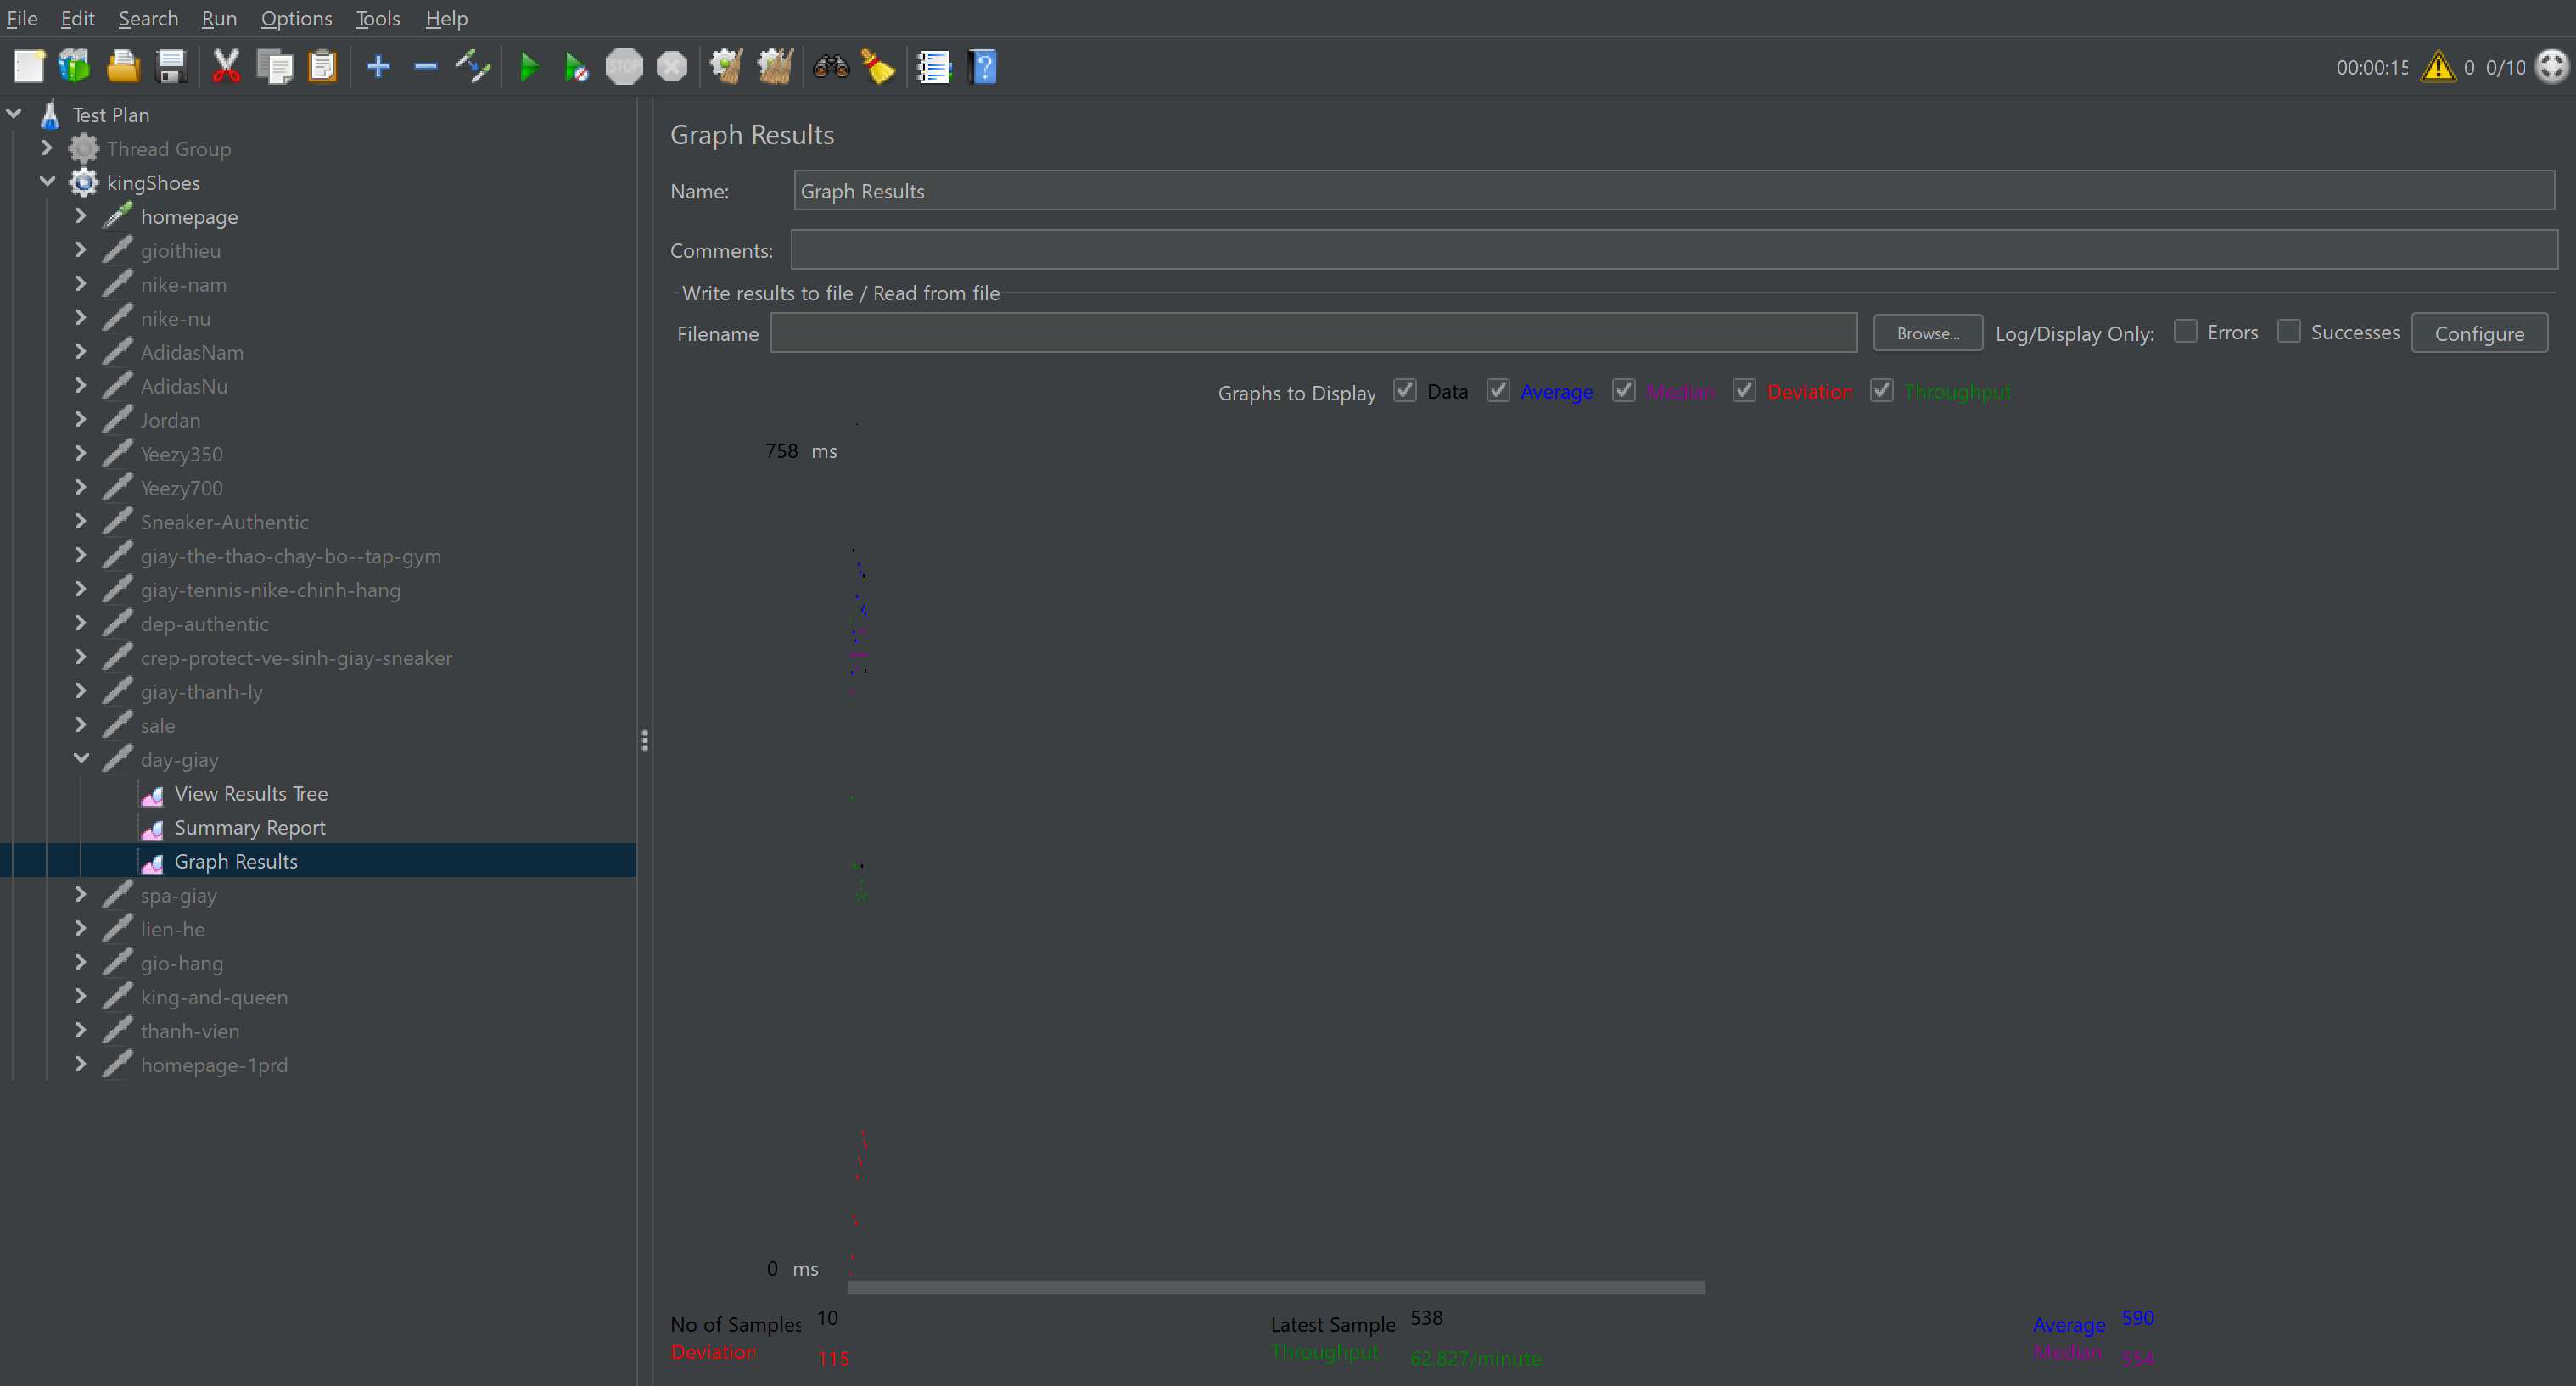 File Edit Search Run Options Tools Help
00:00:15 0 0/10
Test Plan
Thread Group
kingShoes
homepage
gioithieu
nike-nam
nike-nu
AdidasNam
AdidasNu
Jordan
Yeezy350
Yeezy700
Sneaker-Authentic
giay-the-thao-chay-bo--tap-gym
giay-tennis-nike-chinh-hang
dep-authentic
crep-protect-ve-sinh-giay-sneaker
giay-thanh-ly
sale
day-giay
View Results Tree
Summary Report
Graph Results
spa-giay
lien-he
gio-hang
king-and-queen
thanh-vien
homepage-1prd
Graph Results
Name: Graph Results
Comments:
Write results to file / Read from file
Filename Browse... Log/Display Only: Errors Successes Configure
Graphs to Display Data Average Median Deviation Throughput
758 ms
0 ms
No of Samples 10 Latest Sample 538 Average 590
Deviation 115 Throughput 62.827/minute Median 554